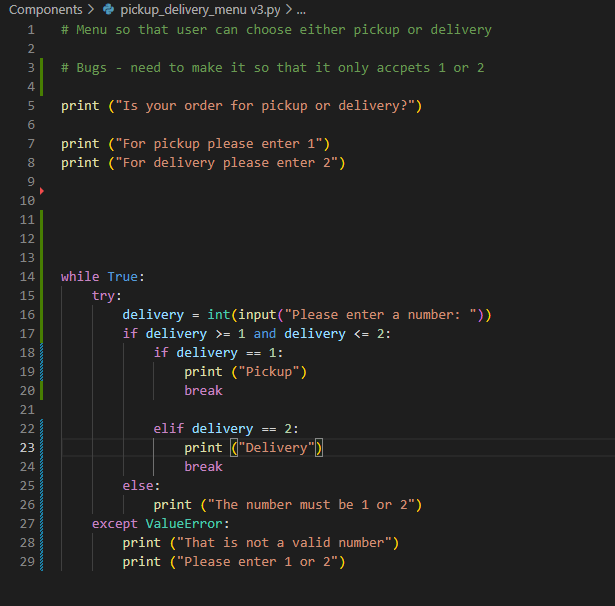 Components > pickup_delivery_menu v3.py > ...
1 # Menu so that user can choose either pickup or delivery
2
3 # Bugs - need to make it so that it only accpets 1 or 2
4
5 print ("Is your order for pickup or delivery?")
6
7 print ("For pickup please enter 1")
8 print ("For delivery please enter 2")
9
10
11
12
13
14 while True:
15     try:
16         delivery = int(input("Please enter a number: "))
17         if delivery >= 1 and delivery <= 2:
18             if delivery == 1:
19                 print ("Pickup")
20                 break
21
22             elif delivery == 2:
23                 print ("Delivery")
24                 break
25         else:
26             print ("The number must be 1 or 2")
27     except ValueError:
28         print ("That is not a valid number")
29         print ("Please enter 1 or 2")